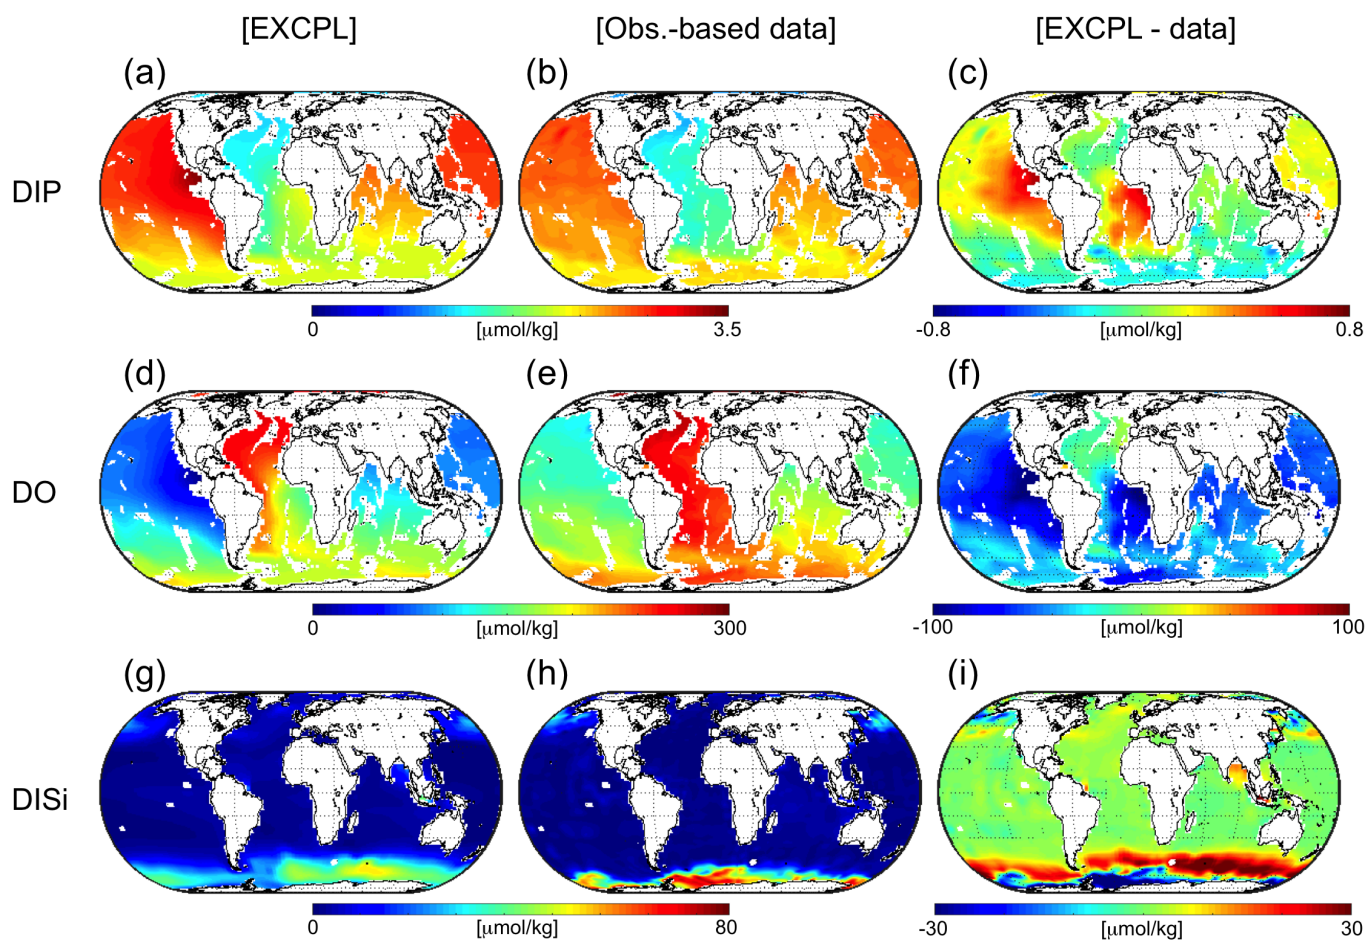 [EXCPL] [Obs.-based data] [EXCPL - data]
(a) (b) (c)
DIP
0 [μmol/kg] 3.5 -0.8 [μmol/kg] 0.8
(d) (e) (f)
DO
0 [μmol/kg] 300 -100 [μmol/kg] 100
(g) (h) (i)
DISi
0 [μmol/kg] 80 -30 [μmol/kg] 30